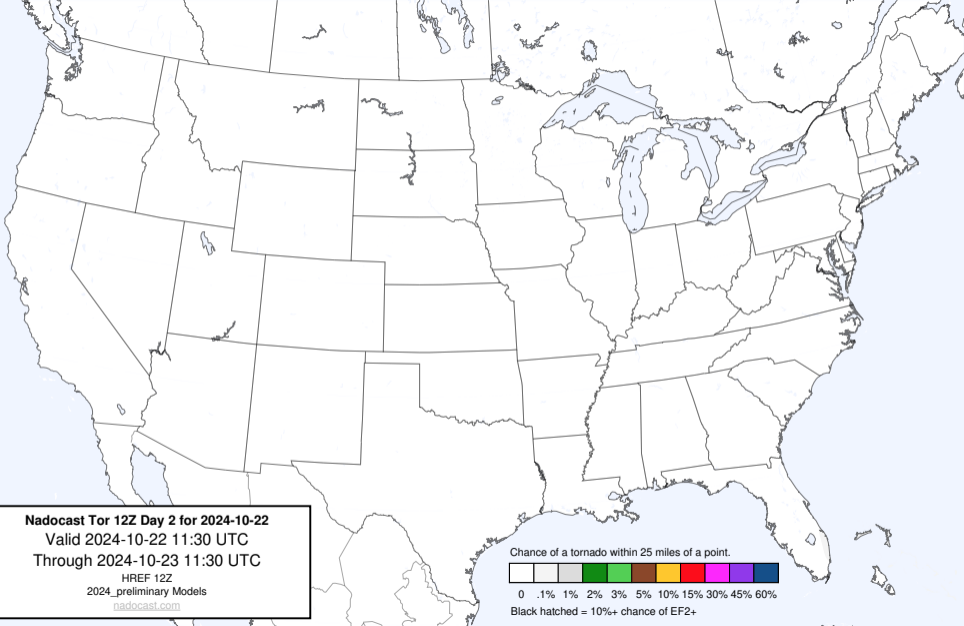 Nadocast Tor 12Z Day 2 for 2024-10-22
Valid 2024-10-22 11:30 UTC
Through 2024-10-23 11:30 UTC
HREF 12Z
2024_preliminary Models
nadocast.com
Chance of a tornado within 25 miles of a point.
0 .1% 1% 2% 3% 5% 10% 15% 30% 45% 60%
Black hatched = 10%+ chance of EF2+